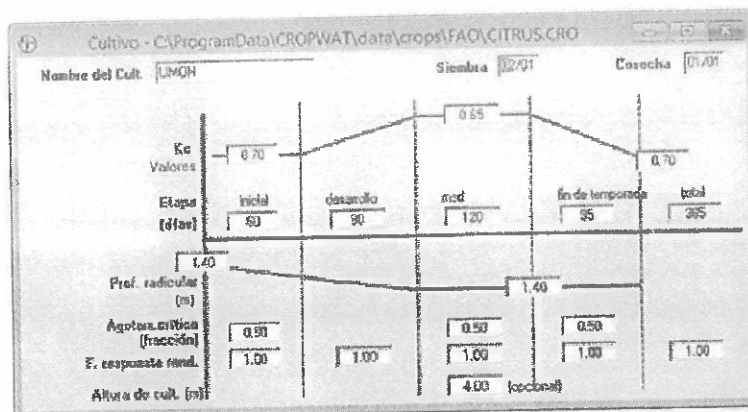 Cultivo - C:\ProgramData\CROPWAT\data\crops\FAO\CITRUS.CRO
Nombre del Cult. LIMON Siembra 02/01 Cosecha 01/01
Kc Valores 0.70 0.65 0.70
Etapa (días) inicial desarrollo med fin de temporada total
60 90 120 95 365
1.40
Prof. radicular (m) 1.40
Agotam. crítico (fracción) 0.50 0.50 0.50
F. respuesta rend. 1.00 1.00 1.00 1.00 1.00
Altura de cult. (m) 4.00 (opcional)